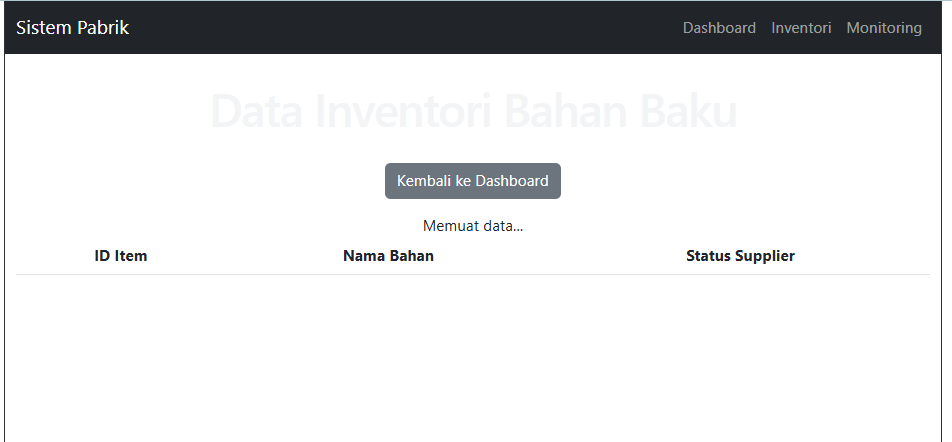 Sistem Pabrik Dashboard Inventori Monitoring
Data Inventori Bahan Baku
Kembali ke Dashboard
Memuat data...
ID Item Nama Bahan Status Supplier